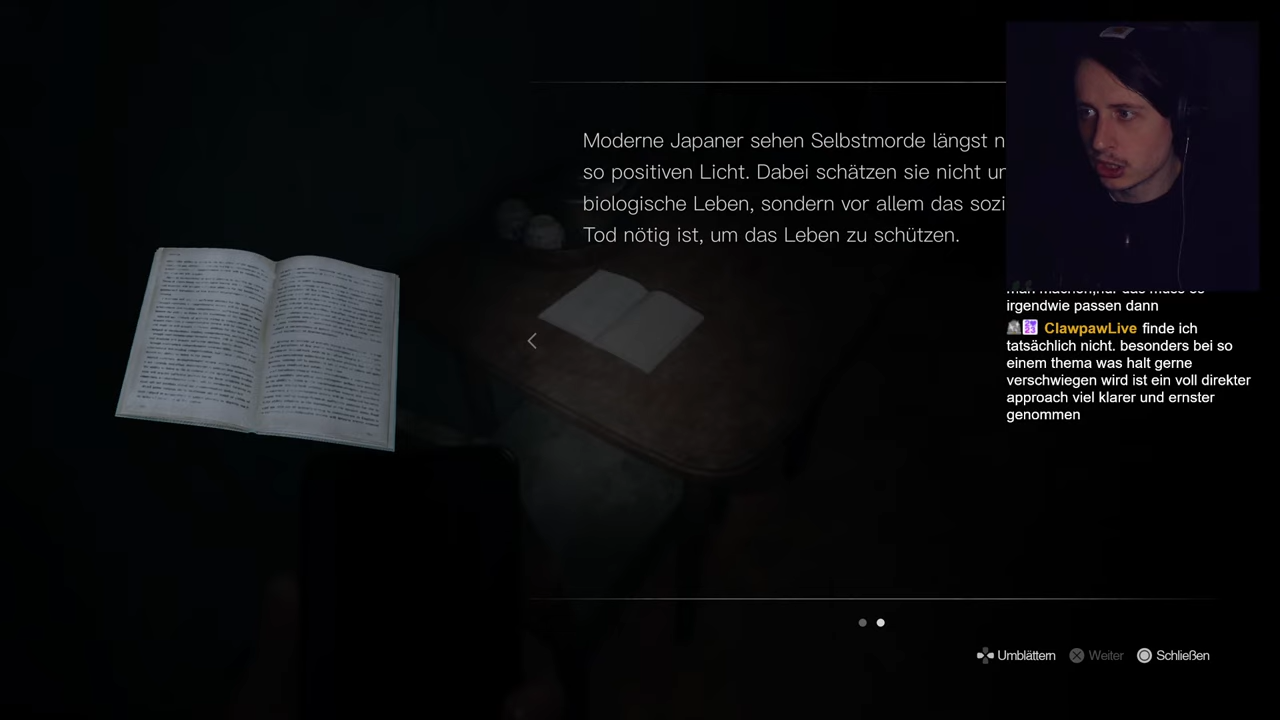 Moderne Japaner sehen Selbstmorde längst
so positiven Licht. Dabei schätzen sie nicht
biologische Leben, sondern vor allem das
Tod nötig ist, um das Leben zu schützen.
irgendwie passen dann
ClawpawLive finde ich
tatsächlich nicht. besonders bei so
einem thema was halt gerne
verschwiegen wird ist ein voll direkter
approach viel klarer und ernster
genommen
Umblättern Weiter Schließen